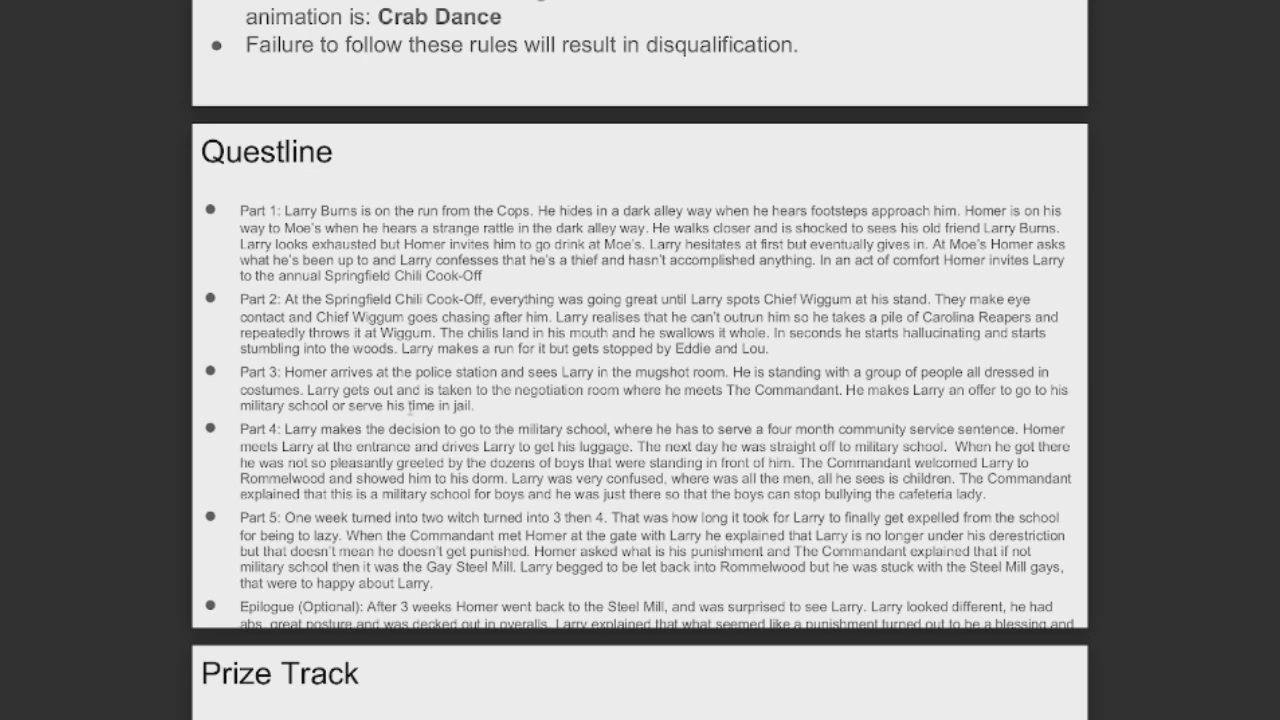 animation is: Crab Dance
● Failure to follow these rules will result in disqualification.
Questline
● Part 1: Larry Burns is on the run from the Cops. He hides in a dark alley way when he hears footsteps approach him. Homer is on his
way to Moe's when he hears a strange rattle in the dark alley way. He walks closer and is shocked to sees his old friend Larry Burns.
Larry looks exhausted but Homer invites him to go drink at Moe's. Larry hesitates at first but eventually gives in. At Moe's Homer asks
what he's been up to and Larry confesses that he's a thief and hasn't accomplished anything. In an act of comfort Homer invites Larry
to the annual Springfield Chili Cook-Off
● Part 2: At the Springfield Chili Cook-Off, everything was going great until Larry spots Chief Wiggum at his stand. They make eye
contact and Chief Wiggum goes chasing after him. Larry realises that he can't outrun him so he takes a pile of Carolina Reapers and
repeatedly throws it at Wiggum. The chilis land in his mouth and he swallows it whole. In seconds he starts hallucinating and starts
stumbling into the woods. Larry makes a run for it but gets stopped by Eddie and Lou.
● Part 3: Homer arrives at the police station and sees Larry in the mugshot room. He is standing with a group of people all dressed in
costumes. Larry gets out and is taken to the negotiation room where he meets The Commandant. He makes Larry an offer to go to his
military school or serve his time in jail.
● Part 4: Larry makes the decision to go to the military school, where he has to serve a four month community service sentence. Homer
meets Larry at the entrance and drives Larry to get his luggage. The next day he was straight off to military school. When he got there
he was not so pleasantly greeted by the dozens of boys that were standing in front of him. The Commandant welcomed Larry to
Rommelwood and showed him to his dorm. Larry was very confused, where was all the men, all he sees is children. The Commandant
explained that this is a military school for boys and he was just there so that the boys can stop bullying the cafeteria lady.
● Part 5: One week turned into two witch turned into 3 then 4. That was how long it took for Larry to finally get expelled from the school
for being to lazy. When the Commandant met Homer at the gate with Larry he explained that Larry is no longer under his derestriction
but that doesn't mean he doesn't get punished. Homer asked what is his punishment and The Commandant explained that if not
military school then it was the Gay Steel Mill. Larry begged to be let back into Rommelwood but he was stuck with the Steel Mill gays,
that were to happy about Larry.
● Epilogue (Optional): After 3 weeks Homer went back to the Steel Mill, and was surprised to see Larry. Larry looked different, he had
abs, great posture and was decked out in overalls. Larry explained that what seemed like a punishment turned out to be a blessing and
Prize Track